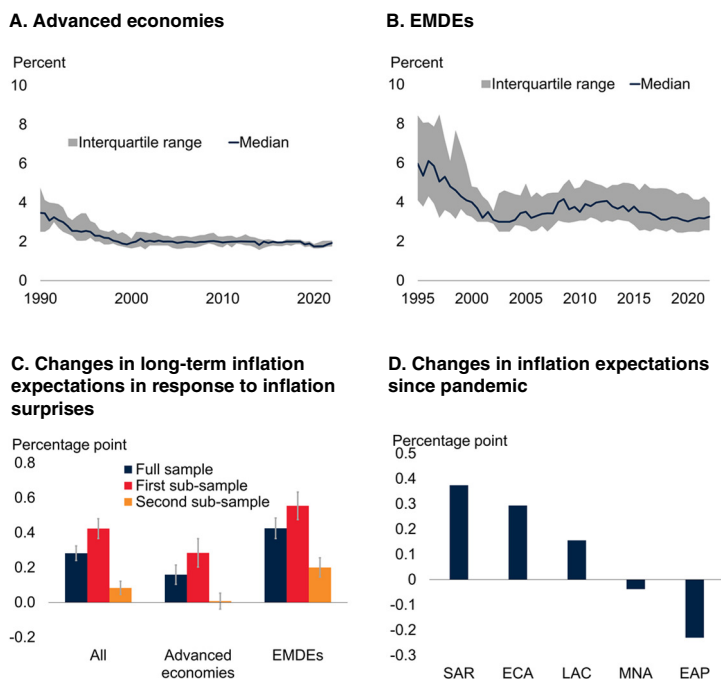 A. Advanced economies
Percent
10
8
6
4
2
0
Interquartile range
Median
1990
2000
2010
2020
B. EMDEs
Percent
10
8
6
4
2
0
Interquartile range
Median
1995
2000
2005
2010
2015
2020
C. Changes in long-term inflation
expectations in response to inflation
surprises
Percentage point
0.8
0.6
0.4
0.2
0.0
-0.2
Full sample
First sub-sample
Second sub-sample
All
Advanced
economies
EMDEs
D. Changes in inflation expectations
since pandemic
Percentage point
0.5
0.4
0.3
0.2
0.1
0
-0.1
-0.2
-0.3
SAR
ECA
LAC
MNA
EAP